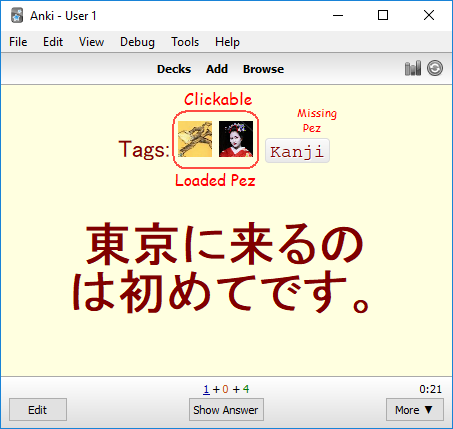 Anki - User 1
File Edit View Debug Tools Help
Decks Add Browse
Clickable
Missing
Pez
Tags:
Kanji
Loaded Pez
東京に来るの
は初めてです。
1 + 0 + 4
0:21
Edit
Show Answer
More ▼